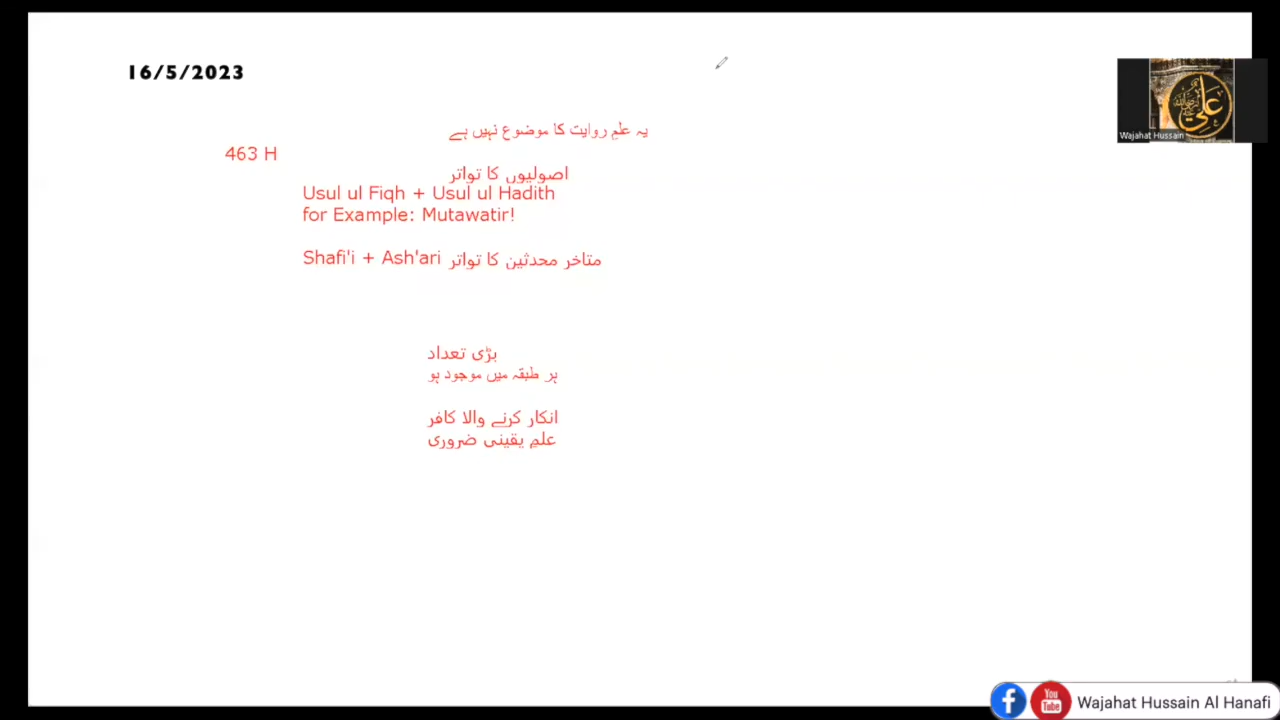 16/5/2023
یہ علمِ روایت کا موضوع نہیں ہے
463 H
اصولیوں کا تواتر
Usul ul Fiqh + Usul ul Hadith
for Example: Mutawatir!
Shafi'i + Ash'ari متاخر محدثین کا تواتر
بڑی تعداد
ہر طبقہ میں موجود ہو
انکار کرنے والا کافر
علمِ یقینی ضروری
Wajahat Hussain
You Tube
Wajahat Hussain Al Hanafi